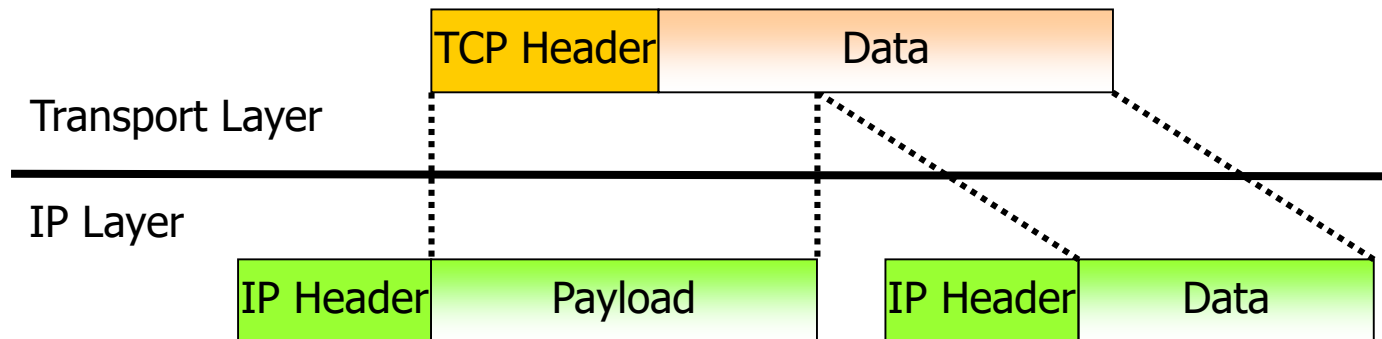 TCP Header Data
Transport Layer
IP Layer
IP Header Payload IP Header Data